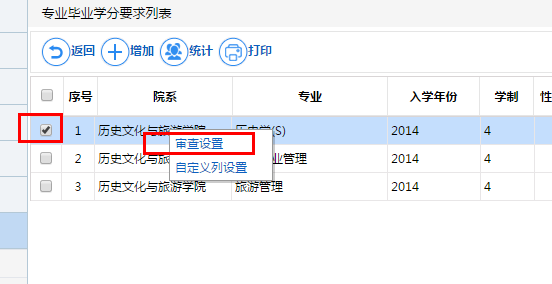 专业毕业学分要求列表
返回 增加 统计 打印
序号 院系 专业 入学年份 学制 性
1 历史文化与旅游学院 历史学(S) 2014 4
审查设置
2 历史文化与旅游学院 业管理 2014 4
自定义列设置
3 历史文化与旅游学院 旅游管理 2014 4